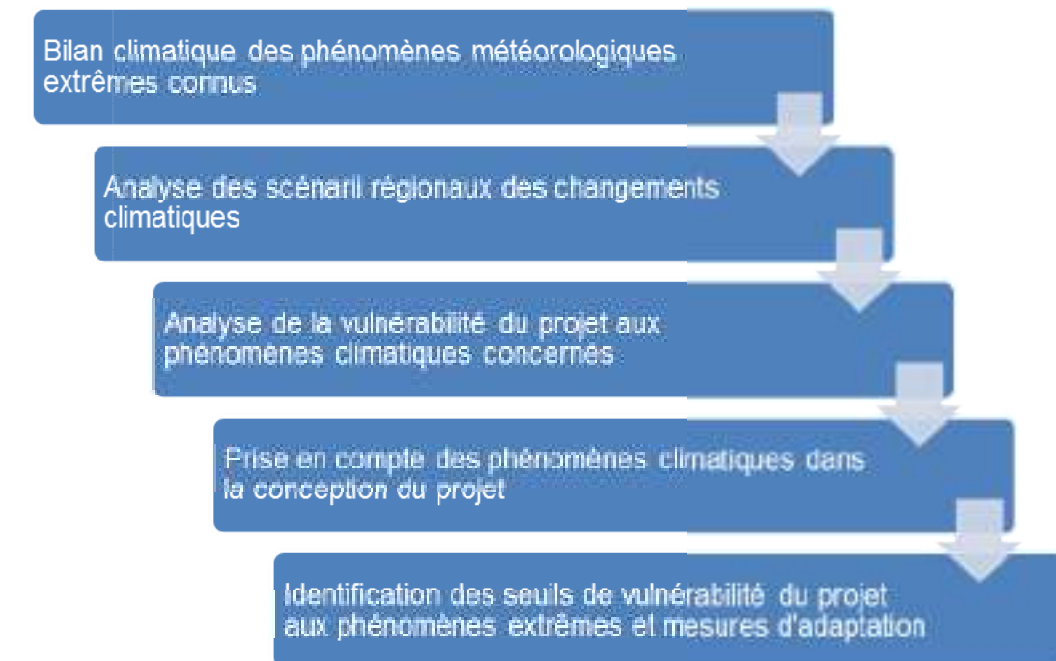 Bilan climatique des phénomènes météorologiques
extrêmes connus
Analyse des scénarii régionaux des changements
climatiques
Analyse de la vulnérabilité du projet aux
phénomènes climatiques concernés
Prise en compte des phénomènes climatiques dans
la conception du projet
Identification des seuils de vulnérabilité du projet
aux phénomènes extrêmes et mesures d'adaptation